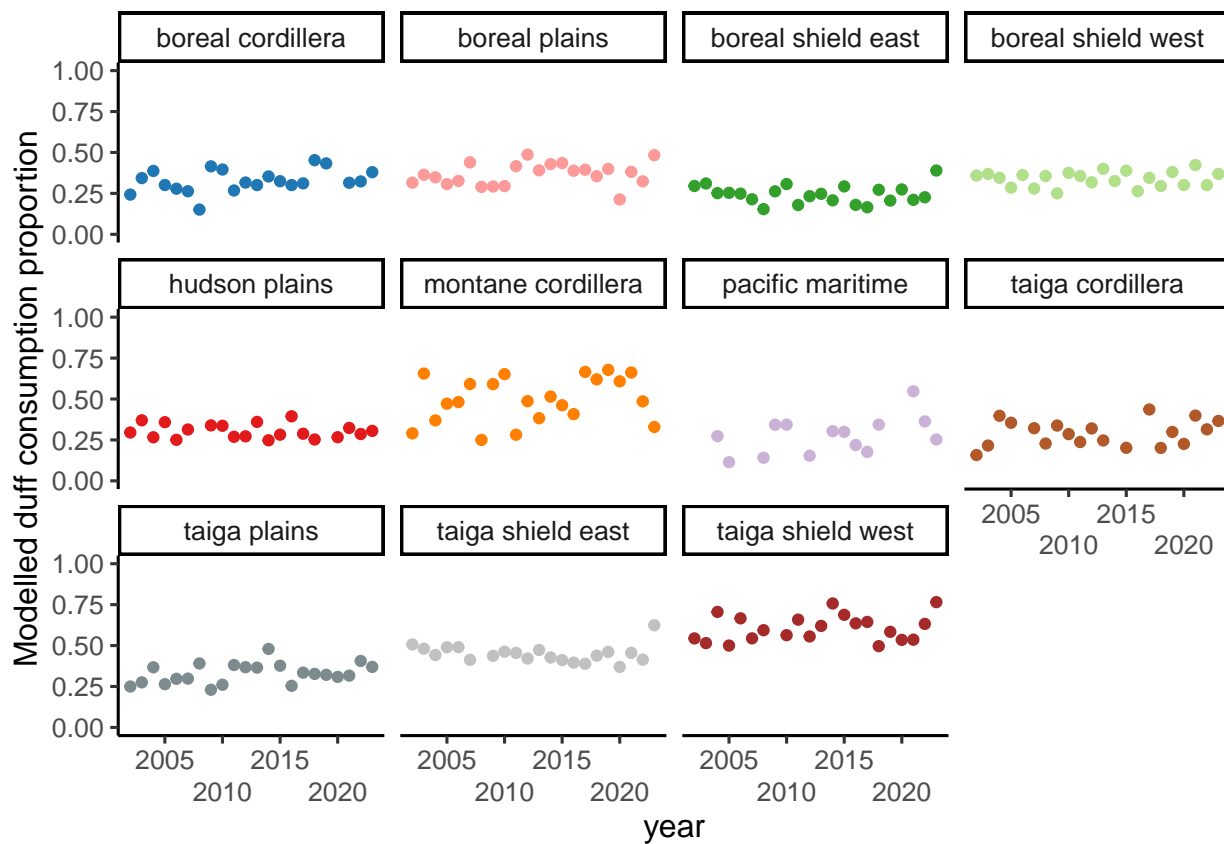 boreal cordillera boreal plains boreal shield east boreal shield west
1.00
0.75
0.50
0.25
0.00
hudson plains montane cordillera pacific maritime taiga cordillera
1.00
0.75
0.50
0.25
0.00
2005 2015
2010 2020
taiga plains taiga shield east taiga shield west
1.00
0.75
0.50
0.25
0.00
2005 2015 2005 2015 2005 2015
2010 2020 2010 2020 2010 2020
year
Modelled duff consumption proportion